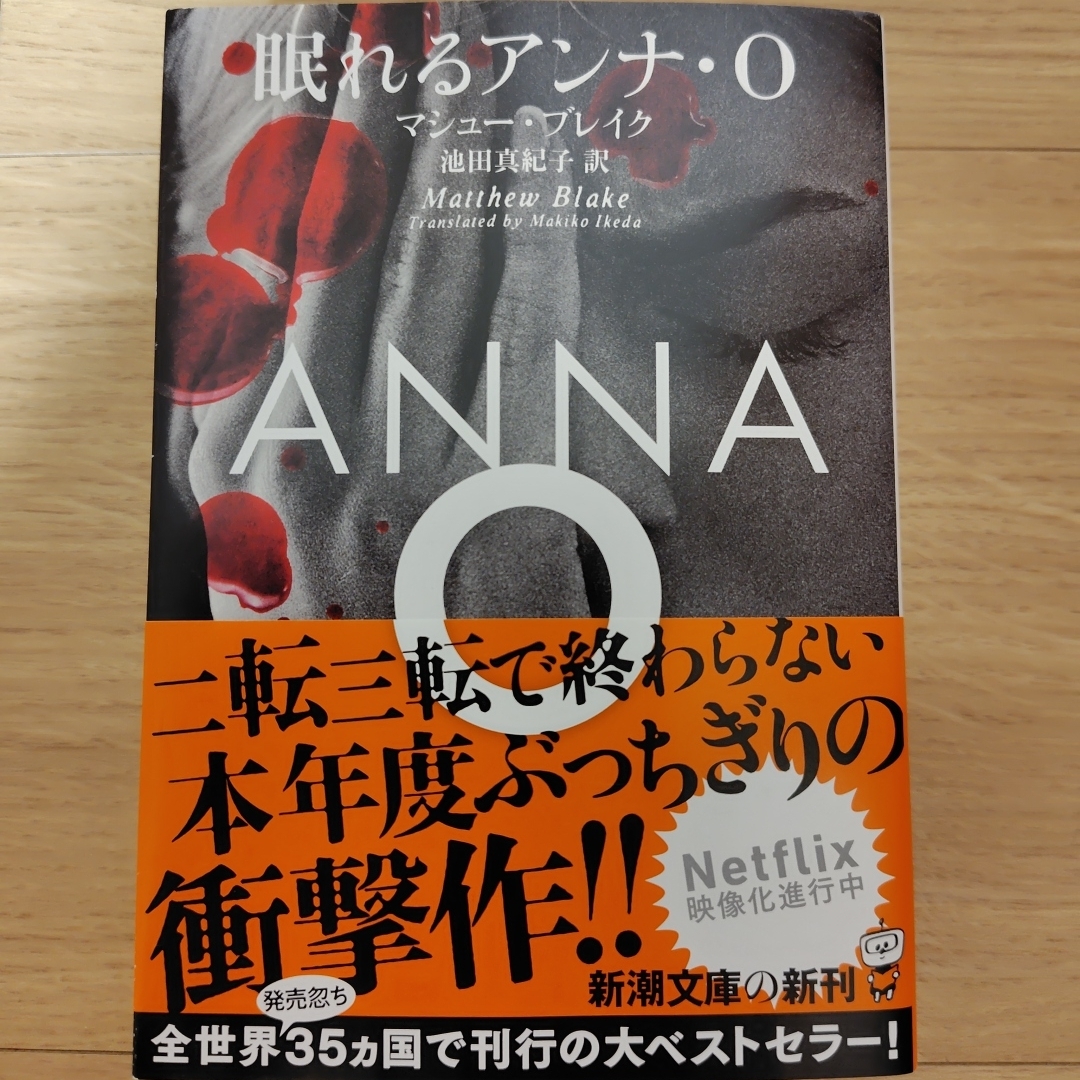 眠れるアンナ・O
マシュー・ブレイク
池田真紀子 訳
Matthew Blake
Translated by Makiko Ikeda
ANNA
O
二転三転で終わらない
本年度ぶっちぎりの
衝撃作!!
Netflix
映像化進行中
新潮文庫の新刊
発売忽ち
全世界35ヵ国で刊行の大ベストセラー!